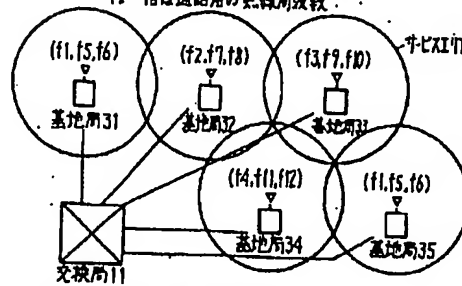 (f1,f5,f6)
(f2,f7,f8)
(f3,f9,f10)
サービスエリア
基地局31
基地局32
基地局33
(f4,f11,f12)
(f1,f5,f6)
基地局34
基地局35
交換局11